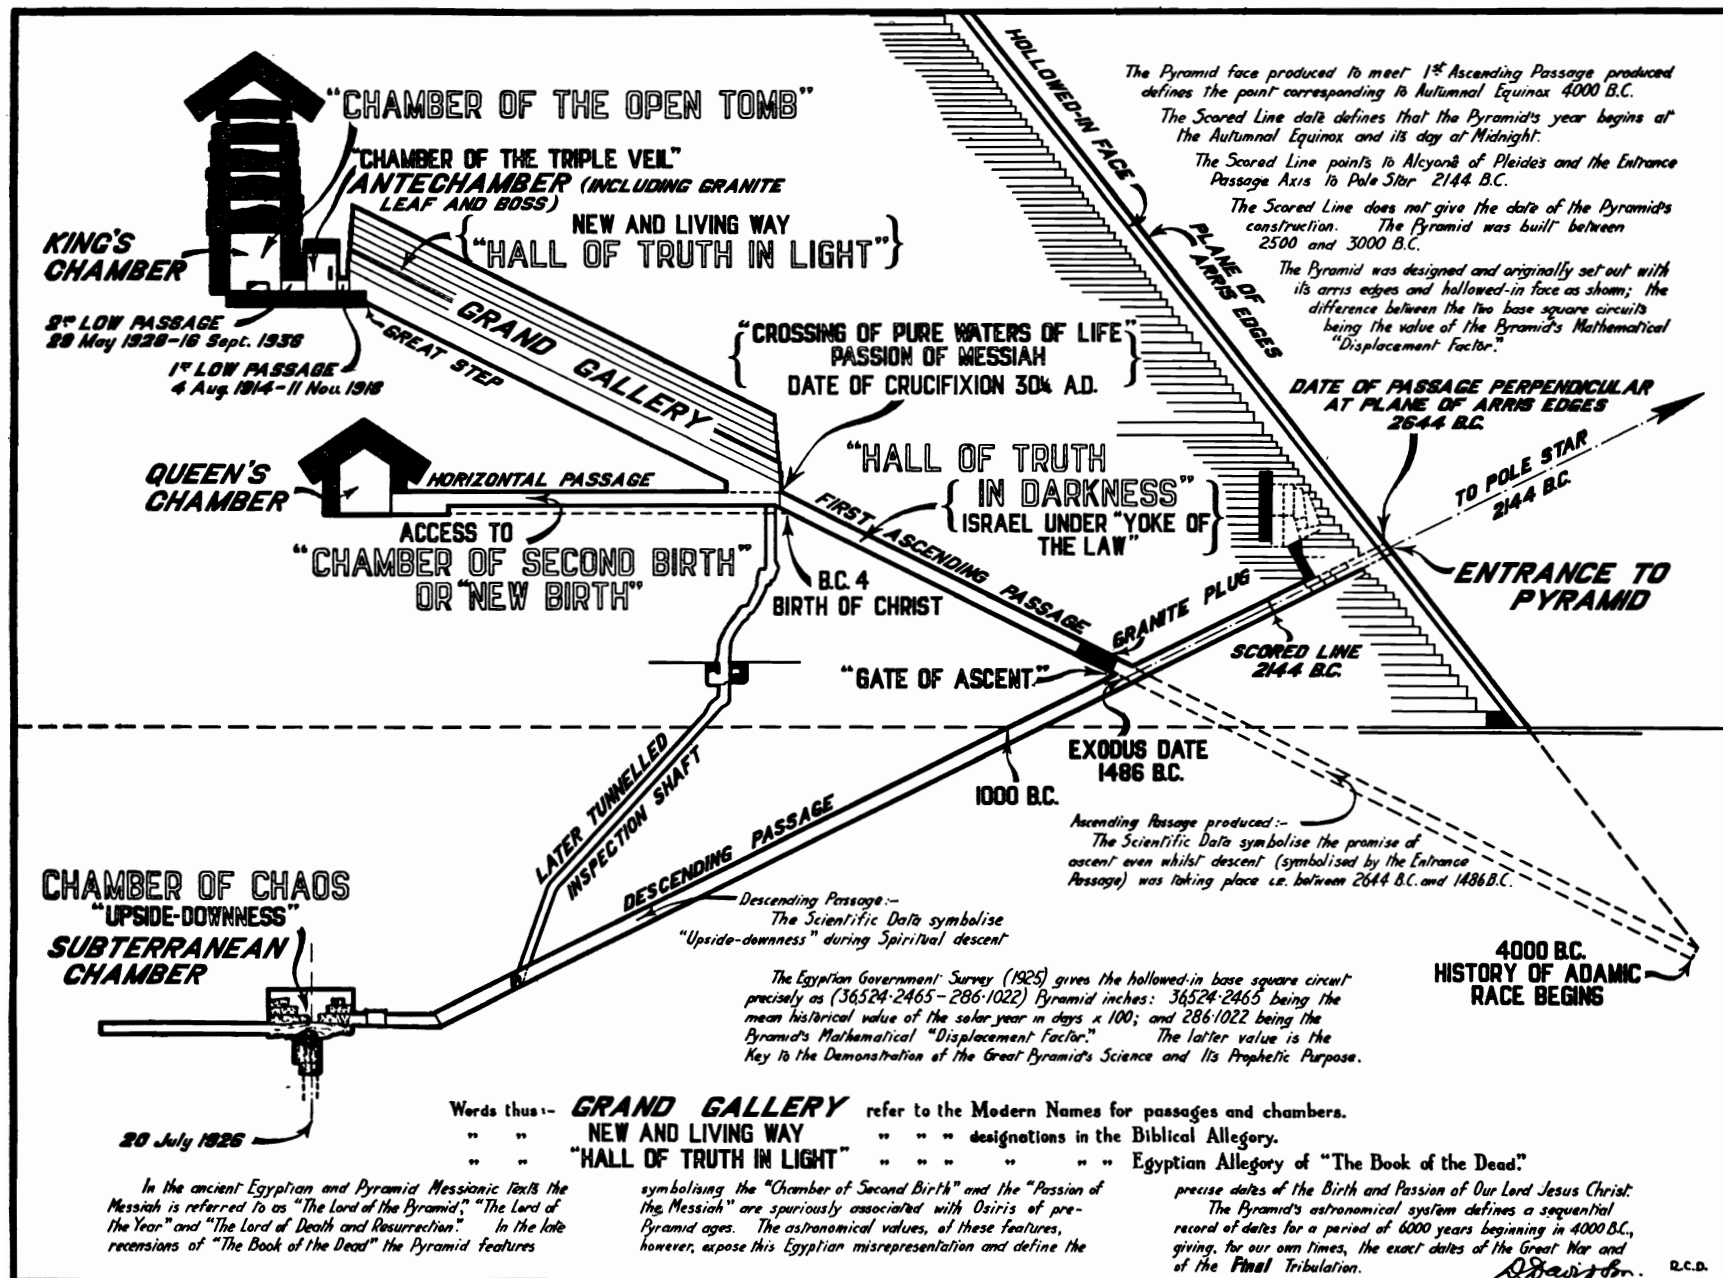 HOLLOWED-IN FACE
PLANE OF
ARRIS EDGES
The Pyramid face produced to meet 1st Ascending Passage produced
defines the point corresponding to Autumnal Equinox 4000 B.C.
The Scored Line date defines that the Pyramid's year begins at
the Autumnal Equinox and its day at Midnight.
The Scored Line points to Alcyone of Pleide's and the Entrance
Passage Axis to Pole Star 2144 B.C.
The Scored Line does not give the date of the Pyramid's
construction. The Pyramid was built between
2500 and 3000 B.C.
The Pyramid was designed and originally set out with
its arris edges and hollowed-in face as shown; the
difference between the two base square circuits
being the value of the Pyramid's Mathematical
"Displacement Factor."
"CHAMBER OF THE OPEN TOMB"
"CHAMBER OF THE TRIPLE VEIL"
ANTECHAMBER (INCLUDING GRANITE
LEAF AND BOSS)
NEW AND LIVING WAY
"HALL OF TRUTH IN LIGHT"
KING'S
CHAMBER
2ND LOW PASSAGE
29 May 1928-16 Sept. 1936
1ST LOW PASSAGE
4 Aug. 1914-11 Nov. 1918
GREAT STEP
GRAND GALLERY
"CROSSING OF PURE WATERS OF LIFE"
PASSION OF MESSIAH
DATE OF CRUCIFIXION 30¼ A.D.
DATE OF PASSAGE PERPENDICULAR
AT PLANE OF ARRIS EDGES
2644 B.C.
TO POLE STAR
2144 B.C.
QUEEN'S
CHAMBER
HORIZONTAL PASSAGE
ACCESS TO
"CHAMBER OF SECOND BIRTH"
OR "NEW BIRTH"
"HALL OF TRUTH
IN DARKNESS"
ISRAEL UNDER "YOKE OF
THE LAW"
FIRST ASCENDING PASSAGE
B.C. 4
BIRTH OF CHRIST
GRANITE PLUG
ENTRANCE TO
PYRAMID
SCORED LINE
2144 B.C.
"GATE OF ASCENT."
EXODUS DATE
1486 B.C.
1000 B.C.
LATER TUNNELLED
INSPECTION SHAFT
DESCENDING PASSAGE
Ascending Passage produced:-
The Scientific Data symbolise the promise of
ascent even whilst descent (symbolised by the Entrance
Passage) was taking place i.e. between 2644 B.C. and 1486 B.C.
Descending Passage:-
The Scientific Data symbolise
"Upside-downness" during Spiritual descent
CHAMBER OF CHAOS
"UPSIDE-DOWNNESS"
SUBTERRANEAN
CHAMBER
4000 B.C.
HISTORY OF ADAMIC
RACE BEGINS
The Egyptian Government Survey (1925) gives the hollowed-in base square circuit
precisely as (36,524·2465-286·1022) Pyramid inches: 36,524·2465 being the
mean historical value of the solar year in days x 100; and 286·1022 being the
Pyramid's Mathematical "Displacement Factor." The latter value is the
Key to the Demonstration of the Great Pyramid's Science and Its Prophetic Purpose.
20 July 1926
Words thus:- GRAND GALLERY refer to the Modern Names for passages and chambers.
" " NEW AND LIVING WAY " " " designations in the Biblical Allegory.
" " "HALL OF TRUTH IN LIGHT" " " " " " " Egyptian Allegory of "The Book of the Dead."
In the ancient Egyptian and Pyramid Messianic Texts the
Messiah is referred to as "The Lord of the Pyramid," "The Lord of
the Year" and "The Lord of Death and Resurrection." In the late
recensions of "The Book of the Dead" the Pyramid features
symbolising the "Chamber of Second Birth" and the "Passion of
the Messiah" are spuriously associated with Osiris of pre-
Pyramid ages. The astronomical values, of these features,
however, expose this Egyptian misrepresentation and define the
precise dates of the Birth and Passion of Our Lord Jesus Christ.
The Pyramid's astronomical system defines a sequential
record of dates for a period of 6000 years beginning in 4000 B.C.,
giving, for our own times, the exact dates of the Great War and
of the Final Tribulation.
D. Davidson.
R.C.D.